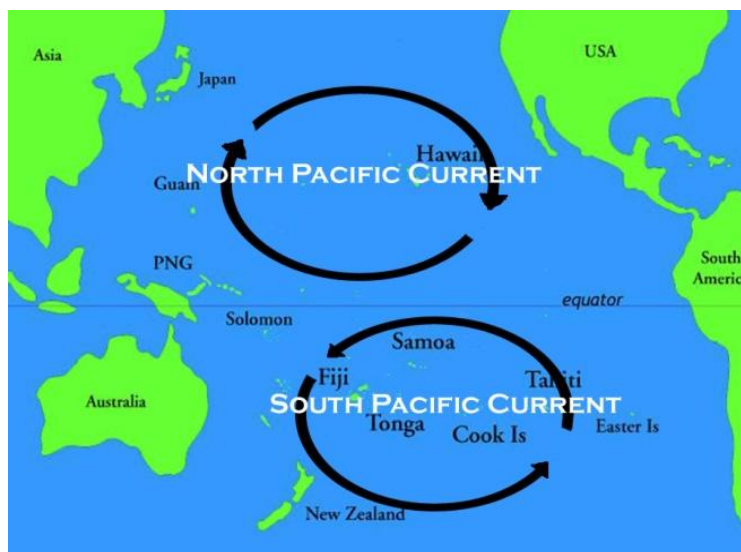 Asia
USA
Japan
Hawaii
NORTH PACIFIC CURRENT
Guam
PNG
South
America
equator
Solomon
Samoa
Fiji
Tahiti
Australia
SOUTH PACIFIC CURRENT
Tonga
Cook Is
Easter Is
New Zealand